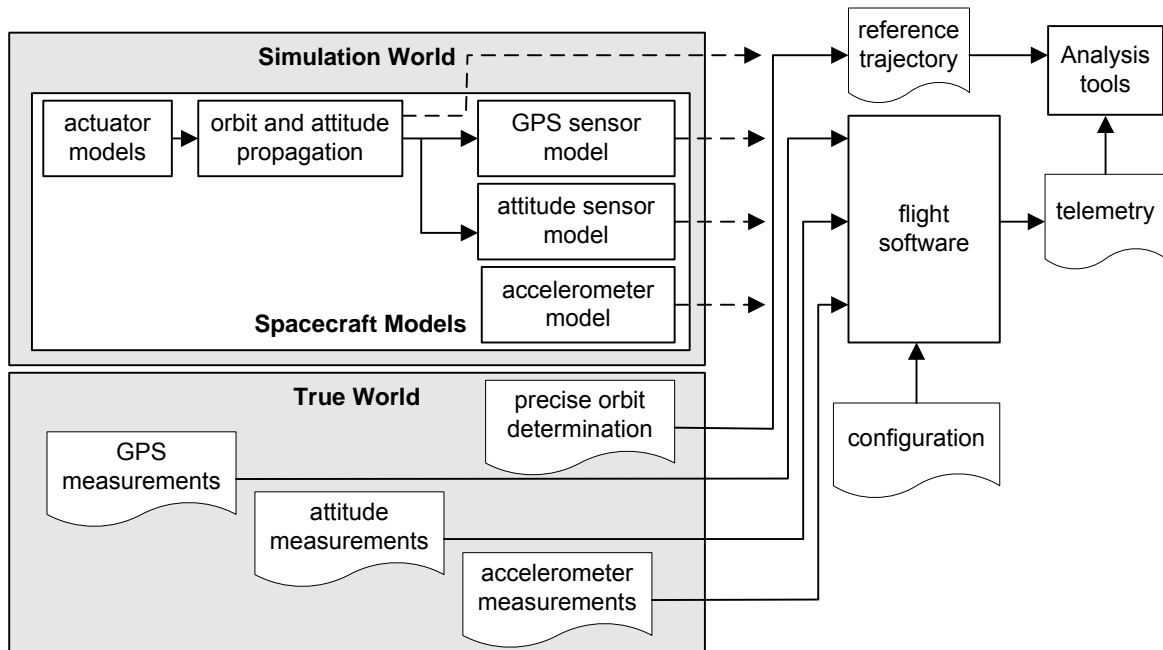 Simulation World
actuator
models
orbit and attitude
propagation
GPS sensor
model
attitude sensor
model
accelerometer
model
Spacecraft Models
reference
trajectory
Analysis
tools
flight
software
telemetry
configuration
True World
precise orbit
determination
GPS
measurements
attitude
measurements
accelerometer
measurements